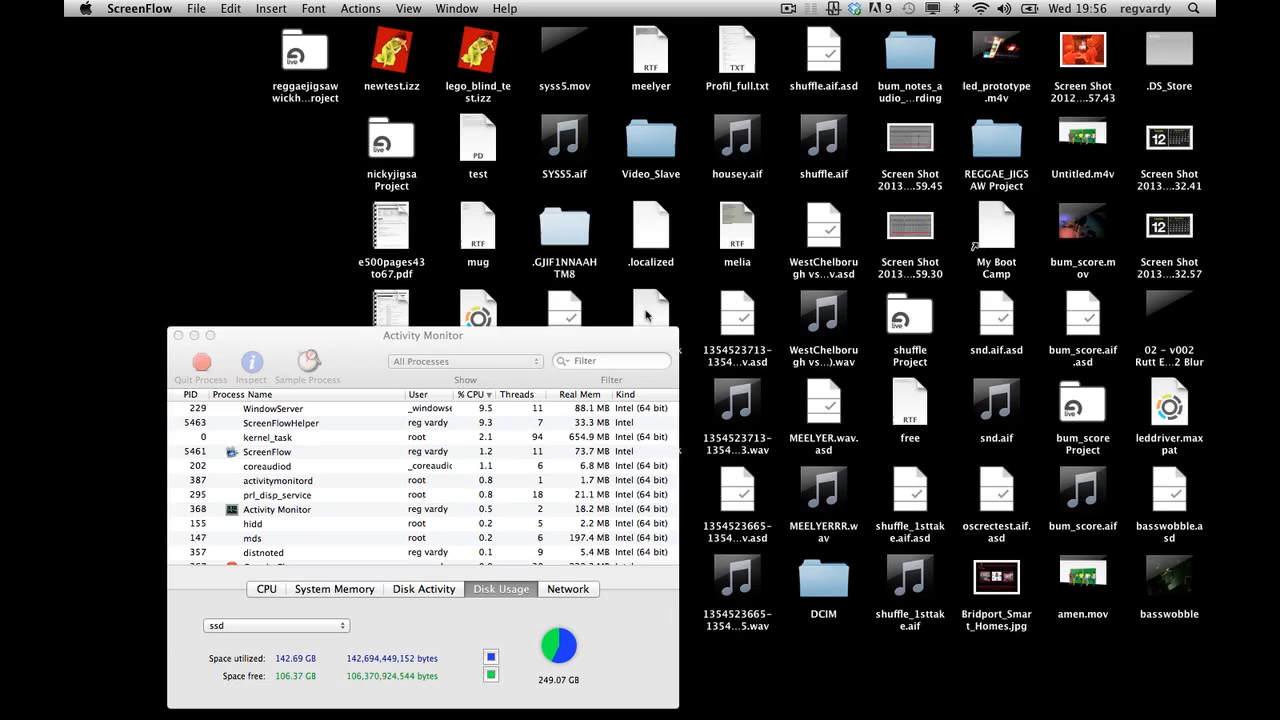 ScreenFlow File Edit Insert Font Actions View Window Help 9 Wed 19:56 regvardy
reggaejigsaw
wickh...roject
newtest.izz
lego_blind_te
st.izz
syss5.mov
meelyer
Profil_full.txt
shuffle.aif.asd
bum_notes_a
udio_...rding
led_prototype
.m4v
Screen Shot
2012...57.43
.DS_Store
nickyjigsa
Project
test
SYSS5.aif
Video_Slave
housey.aif
shuffle.aif
Screen Shot
2013...59.45
REGGAE_JIGS
AW Project
Untitled.m4v
Screen Shot
2013...32.41
e500pages43
to67.pdf
mug
.GJIF1NNAAH
TM8
.localized
melia
WestChelboro
ugh vs...v.asd
Screen Shot
2013...59.30
My Boot
Camp
bum_score.m
ov
Screen Shot
2013...32.57
1354523713-
1354...v.asd
WestChelboru
gh vs...).wav
shuffle
Project
snd.aif.asd
bum_score.aif
.asd
02 - v002
Rutt E...2 Blur
1354523713-
1354...3.wav
MEELYER.wav.
asd
free
snd.aif
bum_score
Project
leddriver.max
pat
1354523665-
1354...v.asd
MEELYERRR.w
av
shuffle_1stta
ke.aif.asd
oscrectest.aif.
asd
bum_score.aif
basswobble.a
sd
1354523665-
1354...5.wav
DCIM
shuffle_1sttak
e.aif
Bridport_Smar
t_Homes.jpg
amen.mov
basswobble
Activity Monitor
Quit Process Inspect Sample Process
All Processes
Show
Filter
Filter
PID Process Name User % CPU Threads Real Mem Kind
229 WindowServer _windowse 9.5 11 88.1 MB Intel (64 bit)
5463 ScreenFlowHelper reg vardy 9.3 7 33.3 MB Intel
0 kernel_task root 2.1 94 654.9 MB Intel (64 bit)
5461 ScreenFlow reg vardy 1.2 11 73.7 MB Intel
202 coreaudiod _coreaudic 1.1 6 6.8 MB Intel (64 bit)
387 activitymonitord root 0.8 1 1.7 MB Intel (64 bit)
295 prl_disp_service root 0.8 18 21.1 MB Intel (64 bit)
368 Activity Monitor reg vardy 0.5 2 18.2 MB Intel (64 bit)
155 hidd root 0.2 5 2.2 MB Intel (64 bit)
147 mds root 0.2 6 197.4 MB Intel (64 bit)
357 distnoted reg vardy 0.1 9 5.4 MB Intel (64 bit)
CPU System Memory Disk Activity Disk Usage Network
ssd
Space utilized: 142.69 GB 142,694,449,152 bytes
Space free: 106.37 GB 106,370,924,544 bytes
249.07 GB